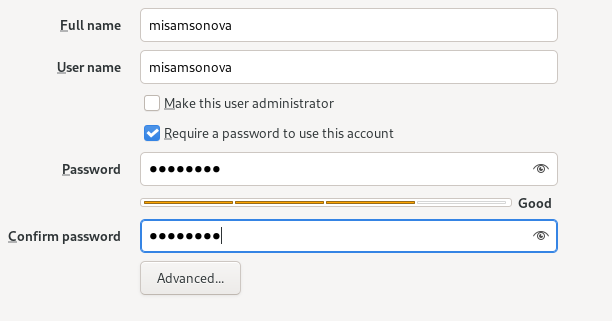 Full name misamsonova
User name misamsonova
Make this user administrator
Require a password to use this account
Password ●●●●●●●●
Good
Confirm password ●●●●●●●●
Advanced...